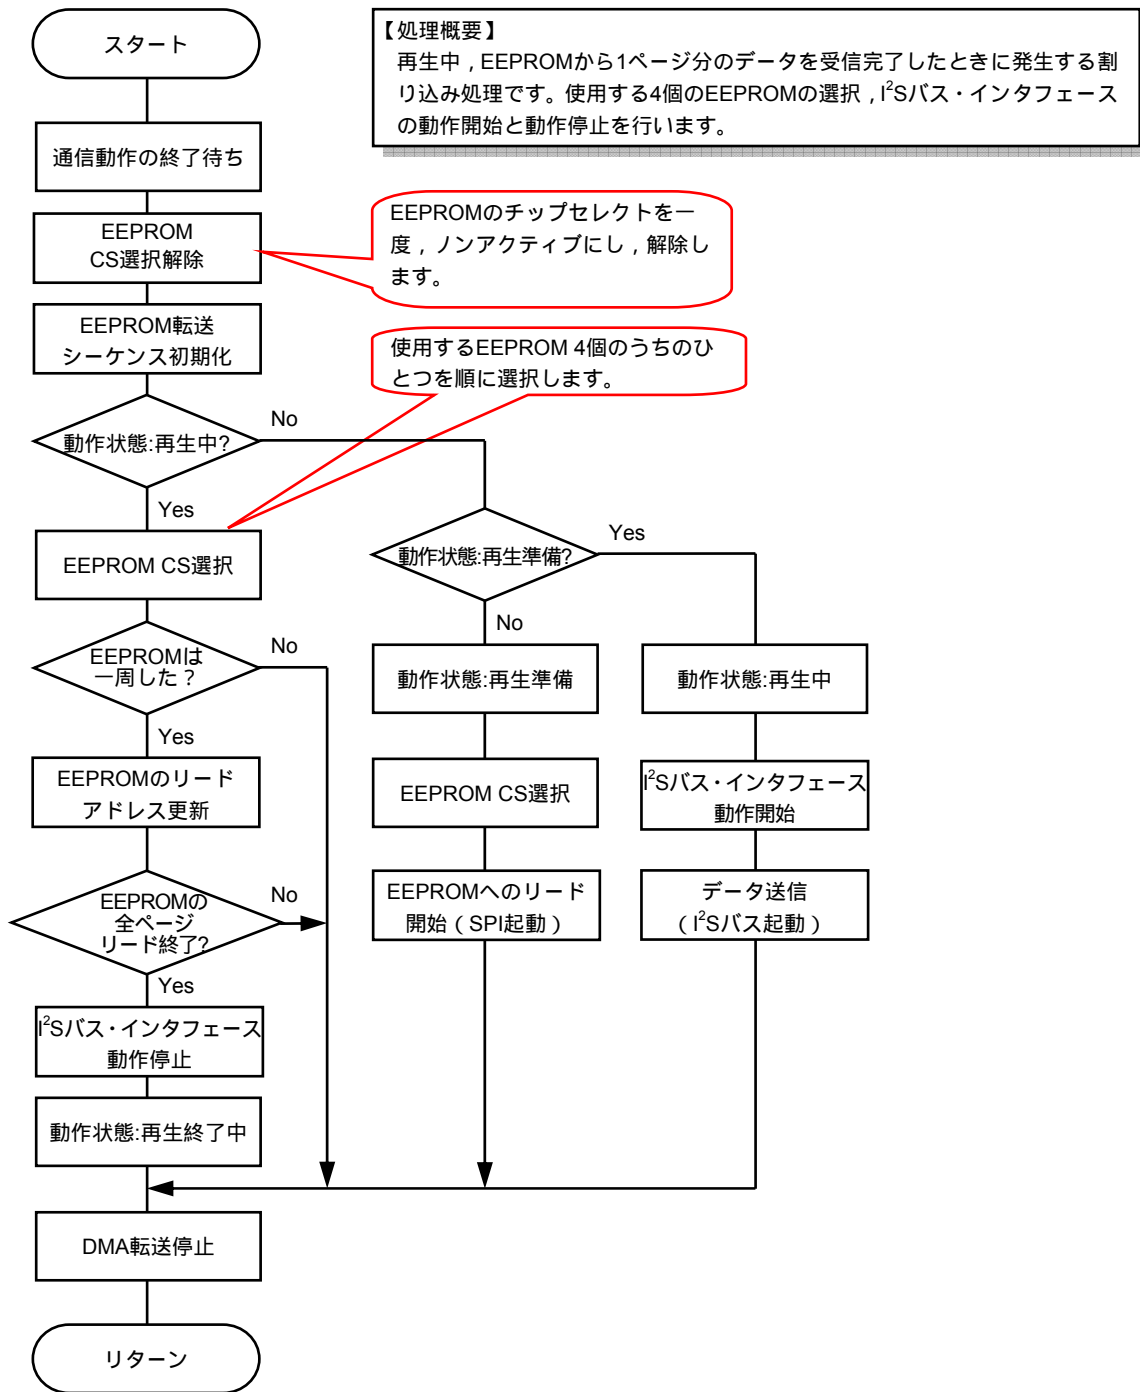 スタート
【処理概要】
再生中，EEPROMから1ページ分のデータを受信完了したときに発生する割
り込み処理です。使用する4個のEEPROMの選択，I²Sバス・インタフェース
の動作開始と動作停止を行います。
通信動作の終了待ち
EEPROM
CS選択解除
EEPROMのチップセレクトを一
度，ノンアクティブにし，解除し
ます。
EEPROM転送
シーケンス初期化
使用するEEPROM 4個のうちのひ
とつを順に選択します。
動作状態:再生中?
No
Yes
EEPROM CS選択
動作状態:再生準備?
Yes
No
EEPROMは
一周した？
No
Yes
動作状態:再生準備
動作状態:再生中
EEPROMのリード
アドレス更新
EEPROM CS選択
I²Sバス・インタフェース
動作開始
EEPROMの
全ページ
リード終了?
No
Yes
EEPROMへのリード
開始（SPI起動）
データ送信
（I²Sバス起動）
I²Sバス・インタフェース
動作停止
動作状態:再生終了中
DMA転送停止
リターン